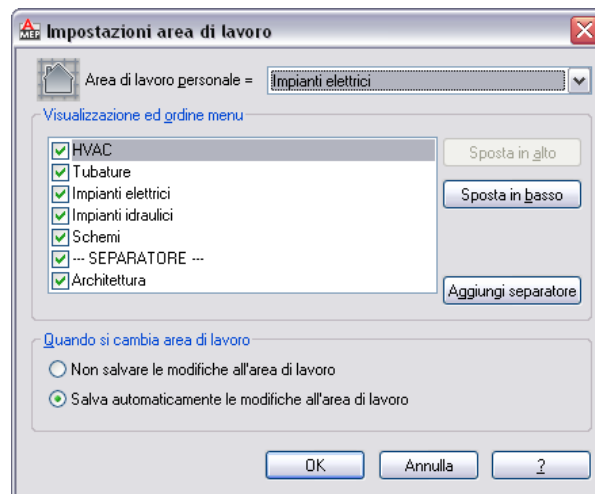 MEP Impostazioni area di lavoro
Area di lavoro personale = Impianti elettrici
Visualizzazione ed ordine menu
HVAC
Tubature
Impianti elettrici
Impianti idraulici
Schemi
--- SEPARATORE ---
Architettura
Sposta in alto
Sposta in basso
Aggiungi separatore
Quando si cambia area di lavoro
Non salvare le modifiche all'area di lavoro
Salva automaticamente le modifiche all'area di lavoro
OK Annulla ?